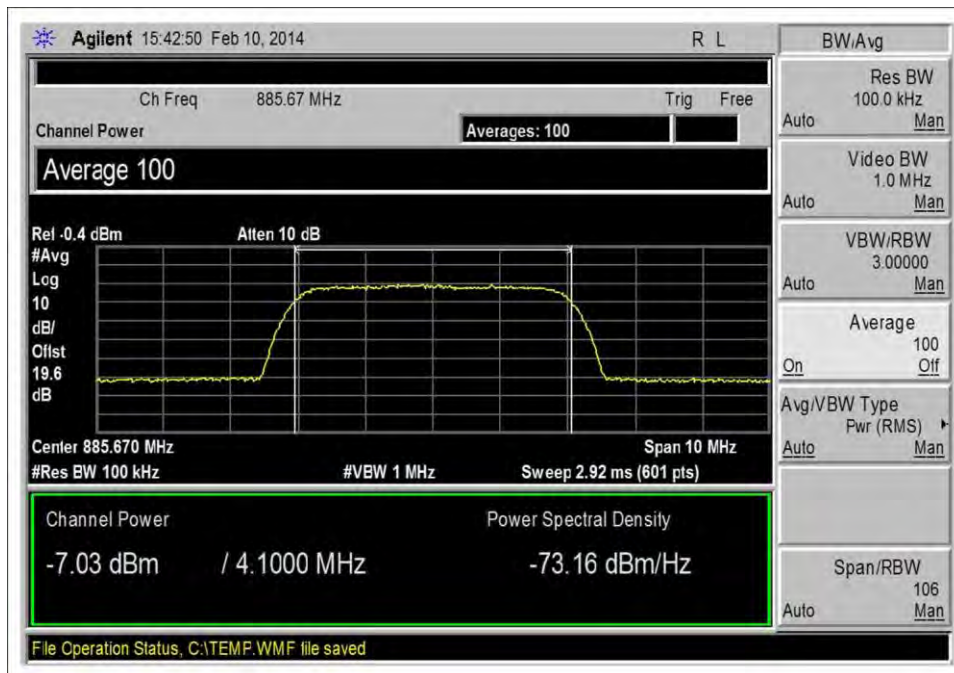 Agilent 15:42:50 Feb 10, 2014 R L
Ch Freq 885.67 MHz Trig Free
Channel Power Averages: 100
Average 100
Ref -0.4 dBm Atten 10 dB
#Avg
Log
10
dB/
Offst
19.6
dB
Center 885.670 MHz Span 10 MHz
#Res BW 100 kHz #VBW 1 MHz Sweep 2.92 ms (601 pts)
Channel Power Power Spectral Density
-7.03 dBm / 4.1000 MHz -73.16 dBm/Hz
File Operation Status, C:\TEMP.WMF file saved
BW/Avg
Res BW
100.0 kHz
Auto Man
Video BW
1.0 MHz
Auto Man
VBW/RBW
3.00000
Auto Man
Average
100
On Off
Avg/VBW Type
Pwr (RMS)
Auto Man
Span/RBW
106
Auto Man